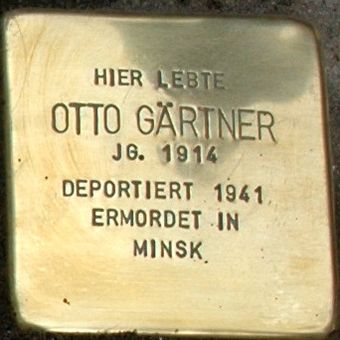 HIER LEBTE
OTTO GÄRTNER
JG. 1914
DEPORTIERT 1941
ERMORDET IN
MINSK